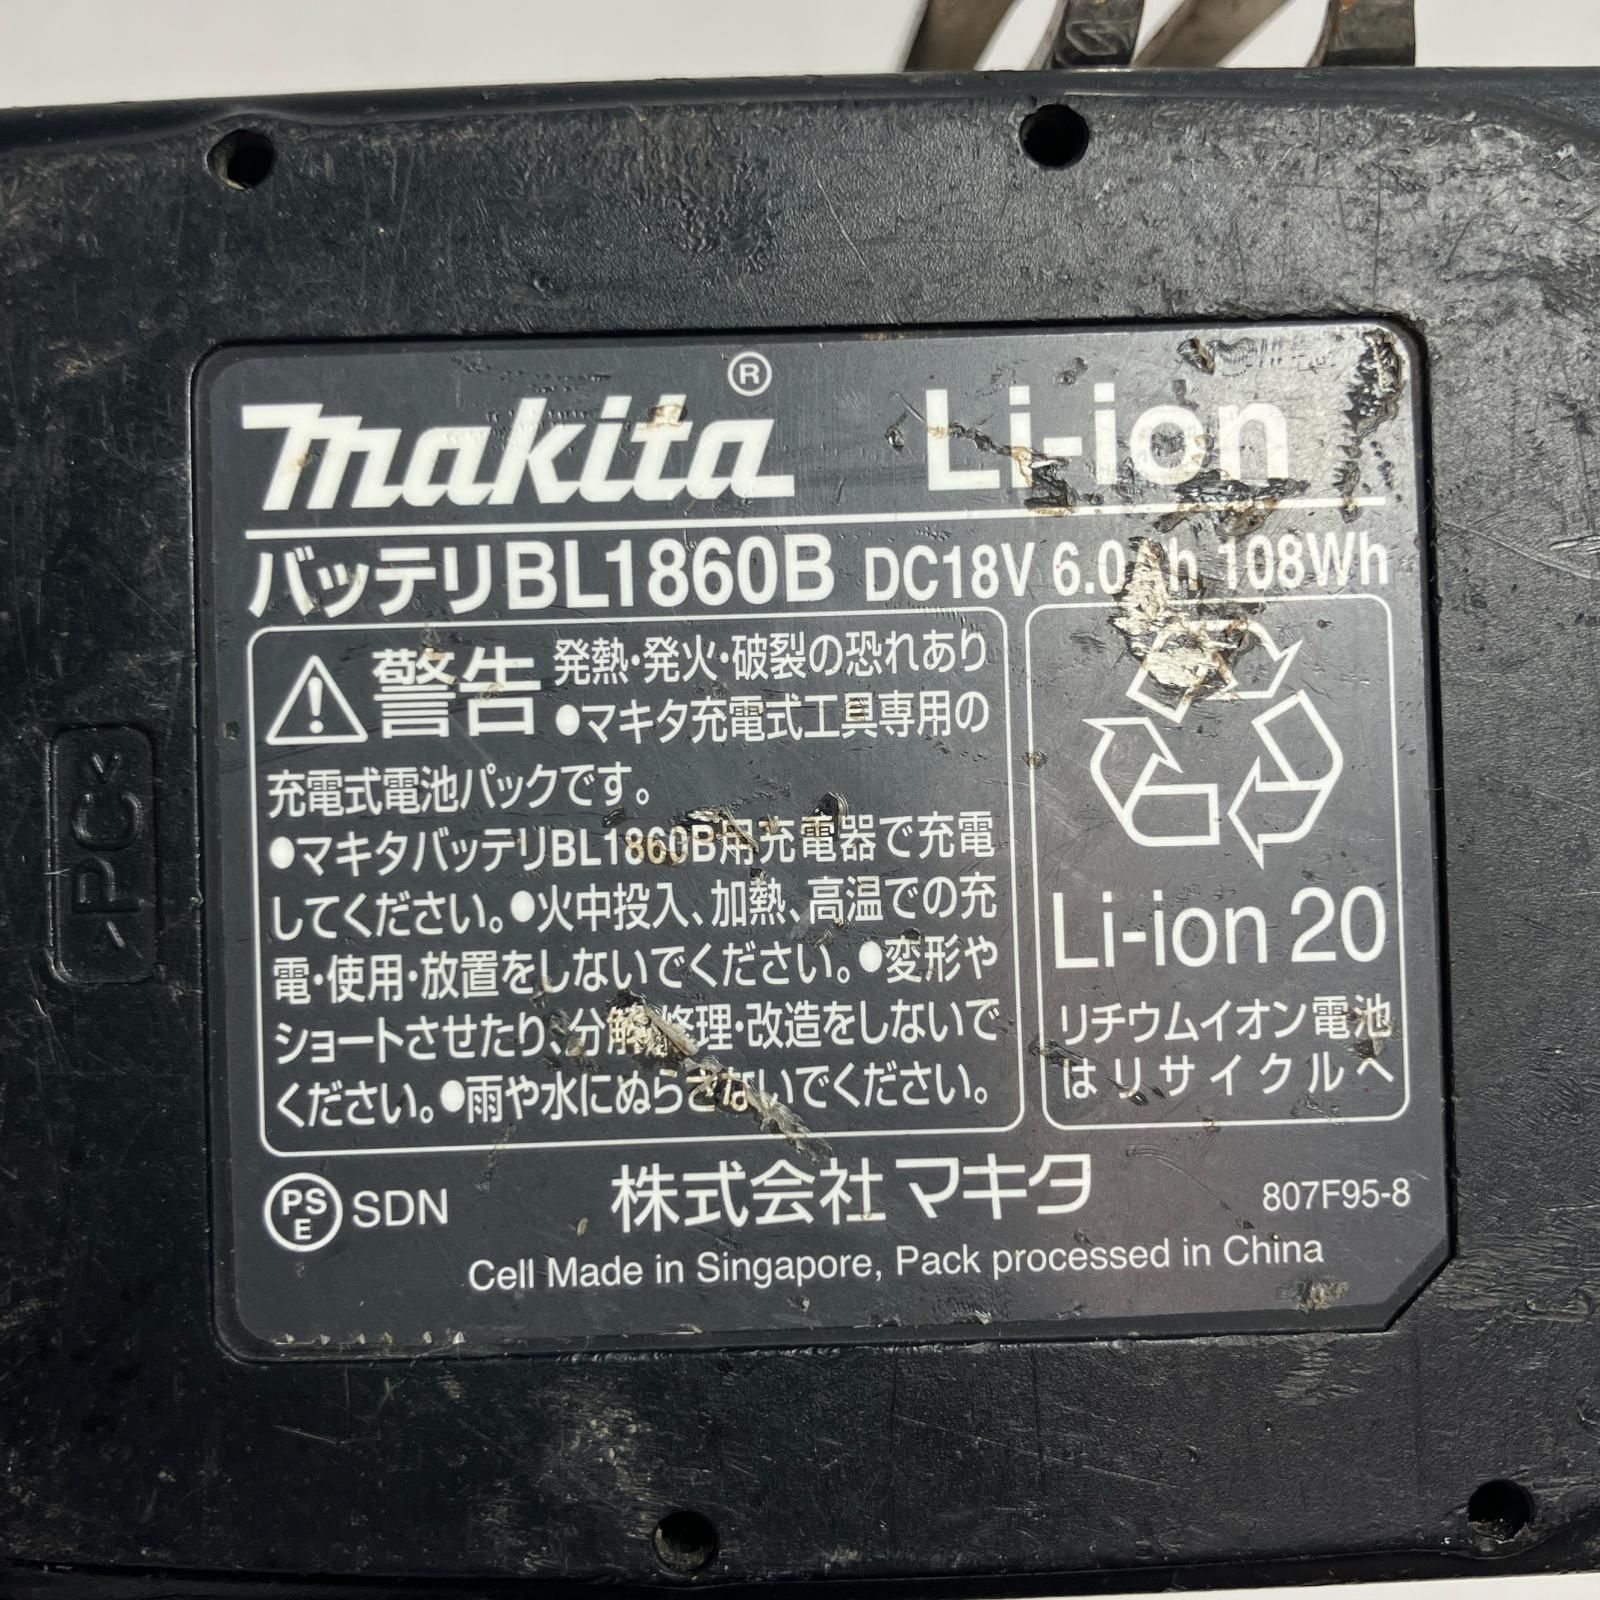 makita®
Li-ion
バッテリBL1860B DC18V 6.0Ah 108Wh
警告 発熱・発火・破裂の恐れあり
●マキタ充電式工具専用の
充電式電池パックです。
●マキタバッテリBL1860B用充電器で充電
してください。●火中投入、加熱、高温での充
電・使用・放置をしないでください。●変形や
ショートさせたり、分解・修理・改造をしないで
ください。●雨や水にぬらさないでください。
Li-ion 20
リチウムイオン電池
はリサイクルへ
PSE SDN
株式会社マキタ
807F95-8
Cell Made in Singapore, Pack processed in China
>PC<